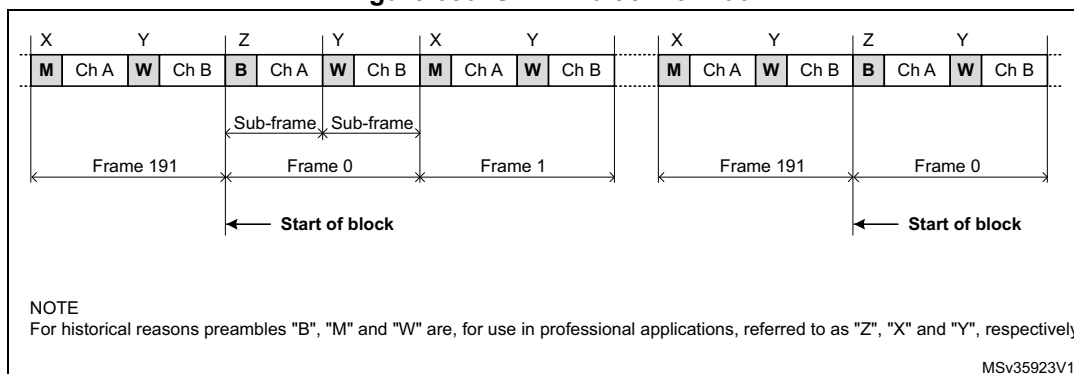 X Y Z Y X Y X Y Z Y
M Ch A W Ch B B Ch A W Ch B M Ch A W Ch B M Ch A W Ch B B Ch A W Ch B
Sub-frame Sub-frame
Frame 191 Frame 0 Frame 1 Frame 191 Frame 0
Start of block Start of block
NOTE
For historical reasons preambles "B", "M" and "W" are, for use in professional applications, referred to as "Z", "X" and "Y", respectively
MSv35923V1